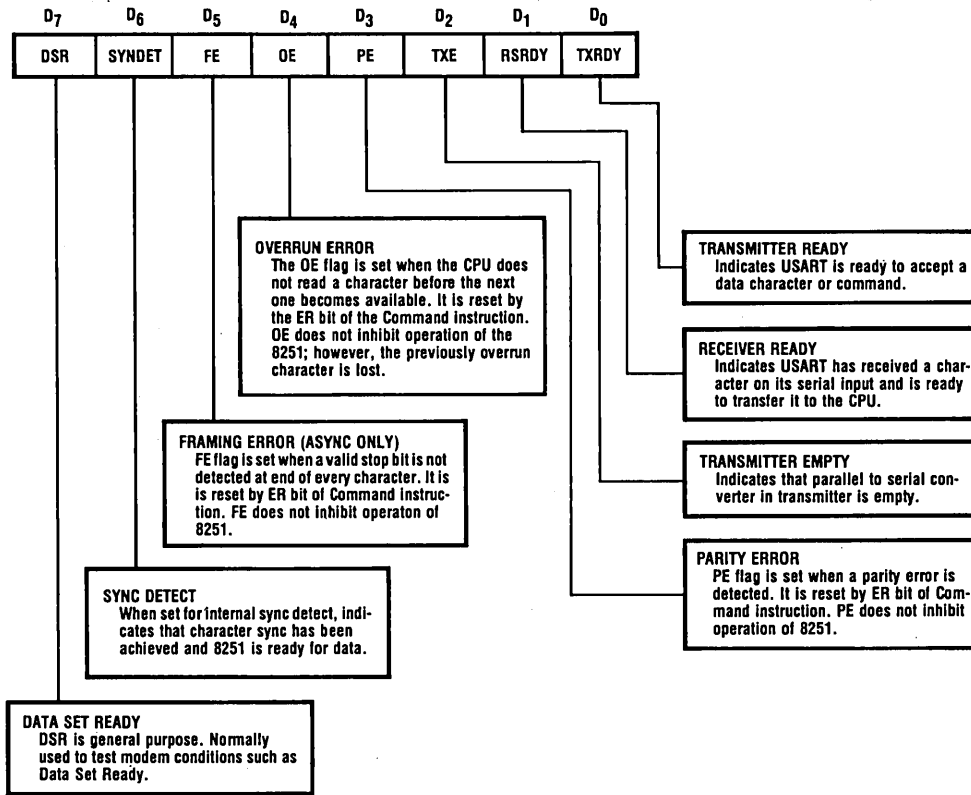 D7 D6 D5 D4 D3 D2 D1 D0
DSR SYNDET FE OE PE TXE RSRDY TXRDY
OVERRUN ERROR
The OE flag is set when the CPU does
not read a character before the next
one becomes available. It is reset by
the ER bit of the Command instruction.
OE does not inhibit operation of the
8251; however, the previously overrun
character is lost.
TRANSMITTER READY
Indicates USART is ready to accept a
data character or command.
RECEIVER READY
Indicates USART has received a char-
acter on its serial input and is ready
to transfer it to the CPU.
FRAMING ERROR (ASYNC ONLY)
FE flag is set when a valid stop bit is not
detected at end of every character. It is
is reset by ER bit of Command instruc-
tion. FE does not inhibit operaton of
8251.
TRANSMITTER EMPTY
Indicates that parallel to serial con-
verter in transmitter is empty.
PARITY ERROR
PE flag is set when a parity error is
detected. It is reset by ER bit of Com-
mand instruction. PE does not inhibit
operation of 8251.
SYNC DETECT
When set for internal sync detect, indi-
cates that character sync has been
achieved and 8251 is ready for data.
DATA SET READY
DSR is general purpose. Normally
used to test modem conditions such as
Data Set Ready.